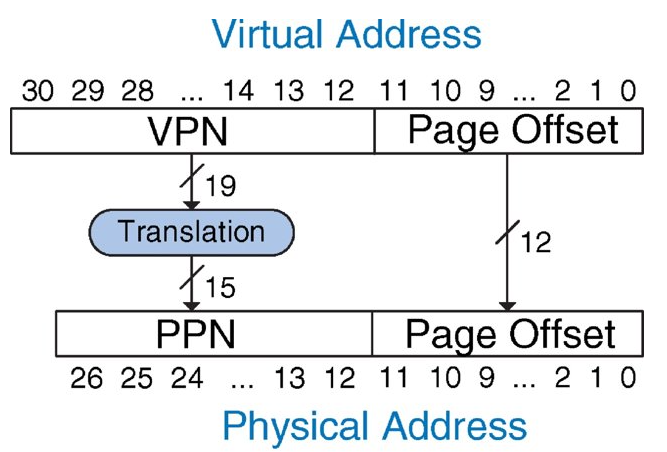 Virtual Address
30 29 28 ... 14 13 12 11 10 9 ... 2 1 0
VPN Page Offset
19
Translation
12
15
PPN Page Offset
26 25 24 ... 13 12 11 10 9 ... 2 1 0
Physical Address